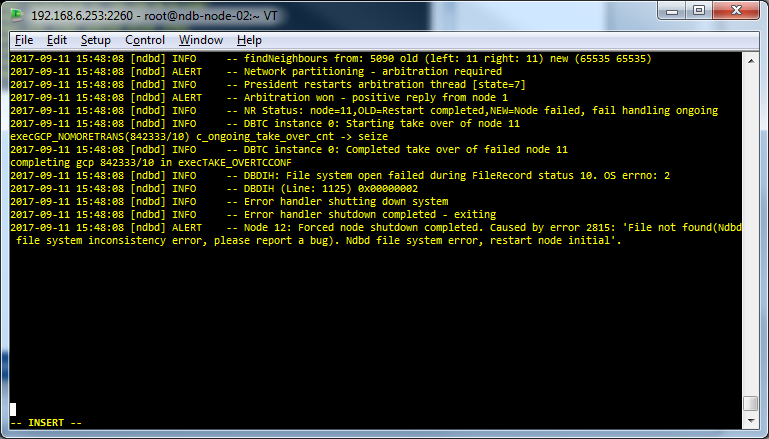 192.168.6.253:2260 - root@ndb-node-02:~ VT
File Edit Setup Control Window Help
2017-09-11 15:48:08 [ndbd] INFO     -- findNeighbours from: 5090 old (left: 11 right: 11) new (65535 65535)
2017-09-11 15:48:08 [ndbd] ALERT    -- Network partitioning - arbitration required
2017-09-11 15:48:08 [ndbd] INFO     -- President restarts arbitration thread [state=7]
2017-09-11 15:48:08 [ndbd] ALERT    -- Arbitration won - positive reply from node 1
2017-09-11 15:48:08 [ndbd] INFO     -- NR Status: node=11,OLD=Restart completed,NEW=Node failed, fail handling ongoing
2017-09-11 15:48:08 [ndbd] INFO     -- DBTC instance 0: Starting take over of node 11
execGCP_NOMORETRANS(842333/10) c_ongoing_take_over_cnt -> seize
2017-09-11 15:48:08 [ndbd] INFO     -- DBTC instance 0: Completed take over of failed node 11
completing gcp 842333/10 in execTAKE_OVERTCCONF
2017-09-11 15:48:08 [ndbd] INFO     -- DBDIH: File system open failed during FileRecord status 10. OS errno: 2
2017-09-11 15:48:08 [ndbd] INFO     -- DBDIH (Line: 1125) 0x00000002
2017-09-11 15:48:08 [ndbd] INFO     -- Error handler shutting down system
2017-09-11 15:48:08 [ndbd] INFO     -- Error handler shutdown completed - exiting
2017-09-11 15:48:08 [ndbd] ALERT    -- Node 12: Forced node shutdown completed. Caused by error 2815: 'File not found(Ndbd
 file system inconsistency error, please report a bug). Ndbd file system error, restart node initial'.
-- INSERT --